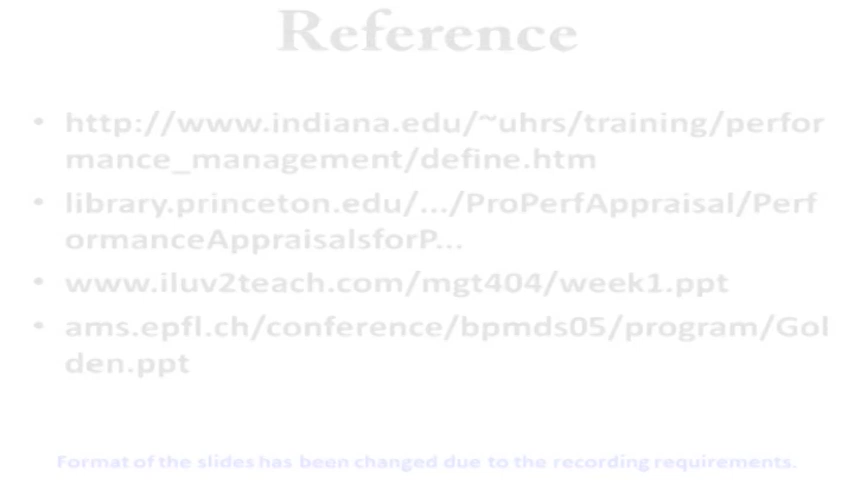 Reference
• http://www.indiana.edu/~uhrs/training/perfor
mance_management/define.htm
• library.princeton.edu/.../ProPerfAppraisal/Perf
ormanceAppraisalsforP...
• www.iluv2teach.com/mgt404/week1.ppt
• ams.epfl.ch/conference/bpmds05/program/Gol
den.ppt
Format of the slides has been changed due to the recording requirements.